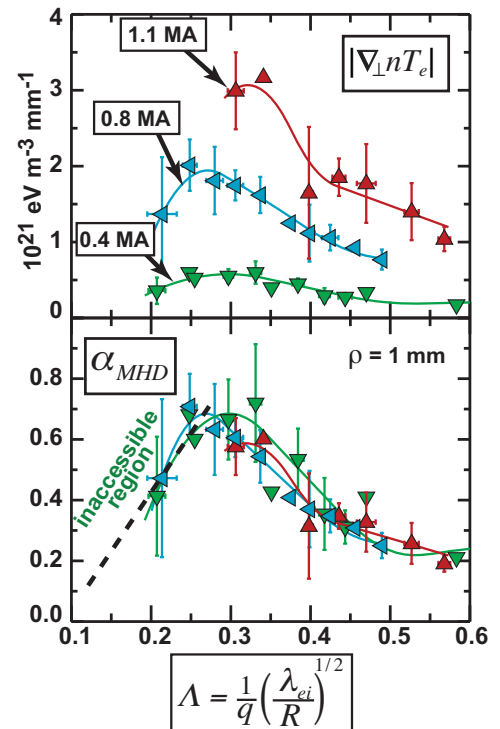 4
1.1 MA
|∇⊥nTₑ|
3
0.8 MA
2
0.4 MA
1
0
10²¹ eV m⁻³ mm⁻¹
α_MHD
ρ = 1 mm
0.8
0.6
inaccessible
region
0.4
0.2
0.0
0.1 0.2 0.3 0.4 0.5 0.6
Λ = 1/q (λₑᵢ/R)^1/2